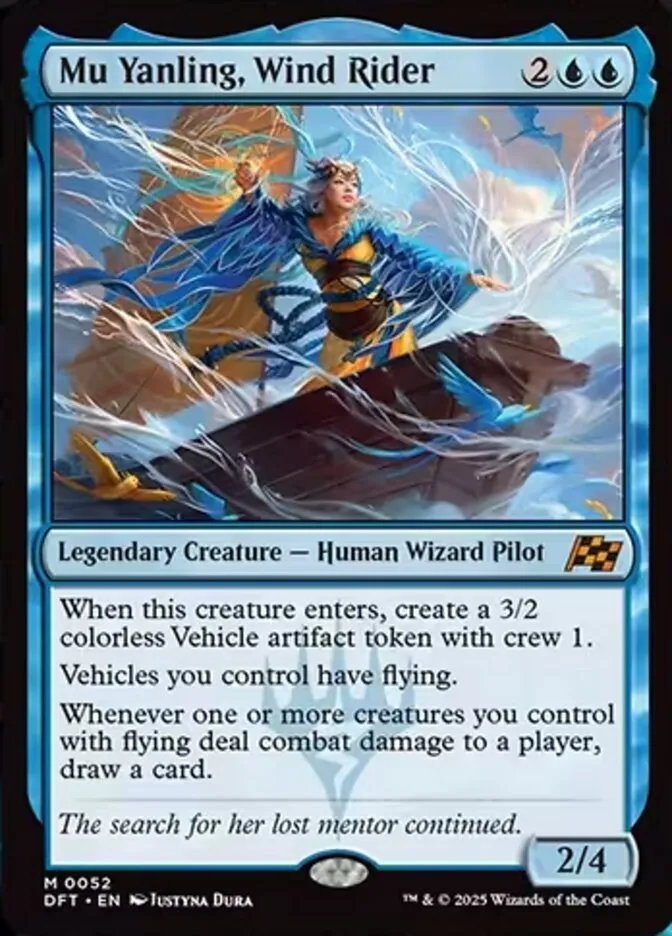 Mu Yanling, Wind Rider 2
Legendary Creature — Human Wizard Pilot
When this creature enters, create a 3/2
colorless Vehicle artifact token with crew 1.
Vehicles you control have flying.
Whenever one or more creatures you control
with flying deal combat damage to a player,
draw a card.
The search for her lost mentor continued.
2/4
M 0052
DFT • EN Justyna Dura
™ & © 2025 Wizards of the Coast